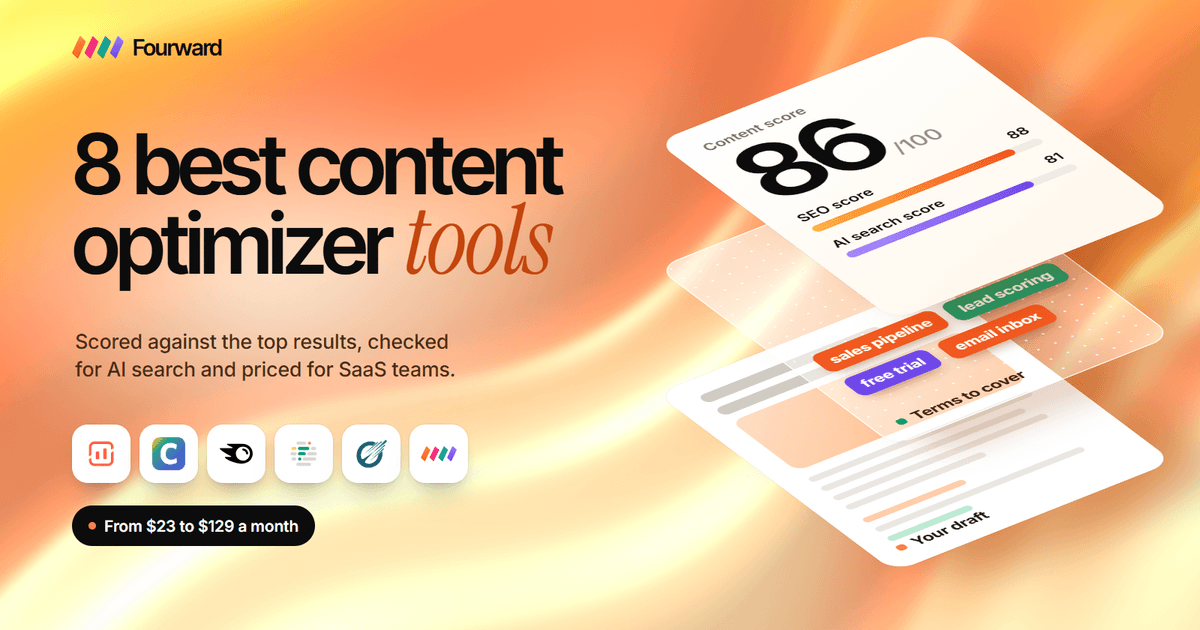 Fourward
8 best content
optimizer tools
Scored against the top results, checked
for AI search and priced for SaaS teams.
C
From $23 to $129 a month
Content score
86 /100
SEO score 88
AI search score 81
lead scoring
sales pipeline
email inbox
free trial
Terms to cover
Your draft